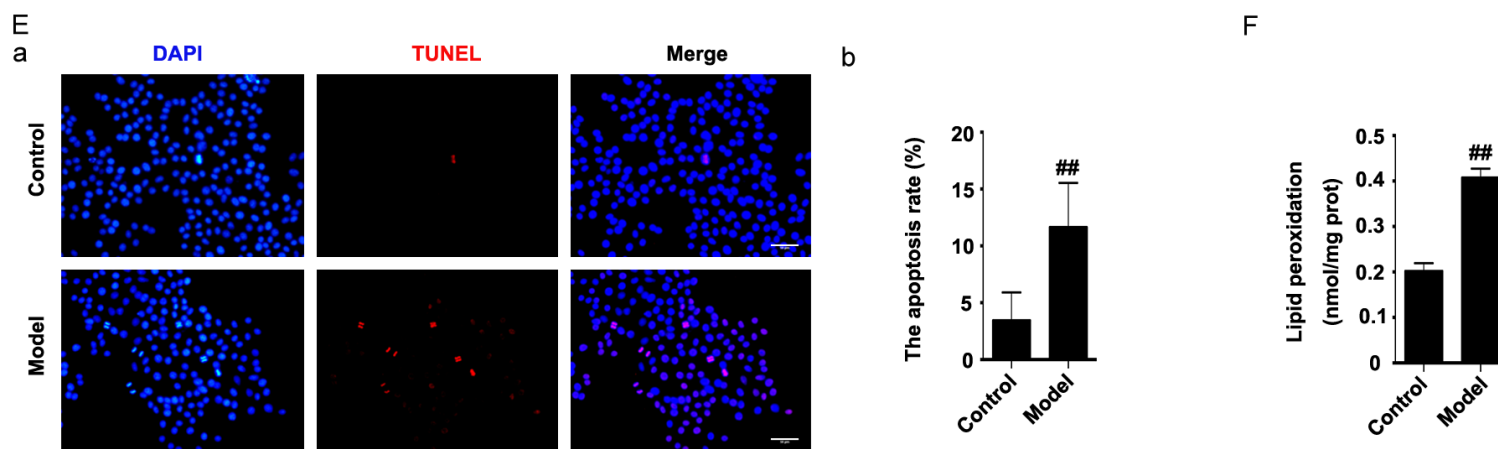 E
F
a
DAPI
TUNEL
Merge
b
Control
Model
The apoptosis rate (%)
20
15
10
5
0
##
Control
Model
Lipid peroxidation
(nmol/mg prot)
0.5
0.4
0.3
0.2
0.1
0
##
Control
Model